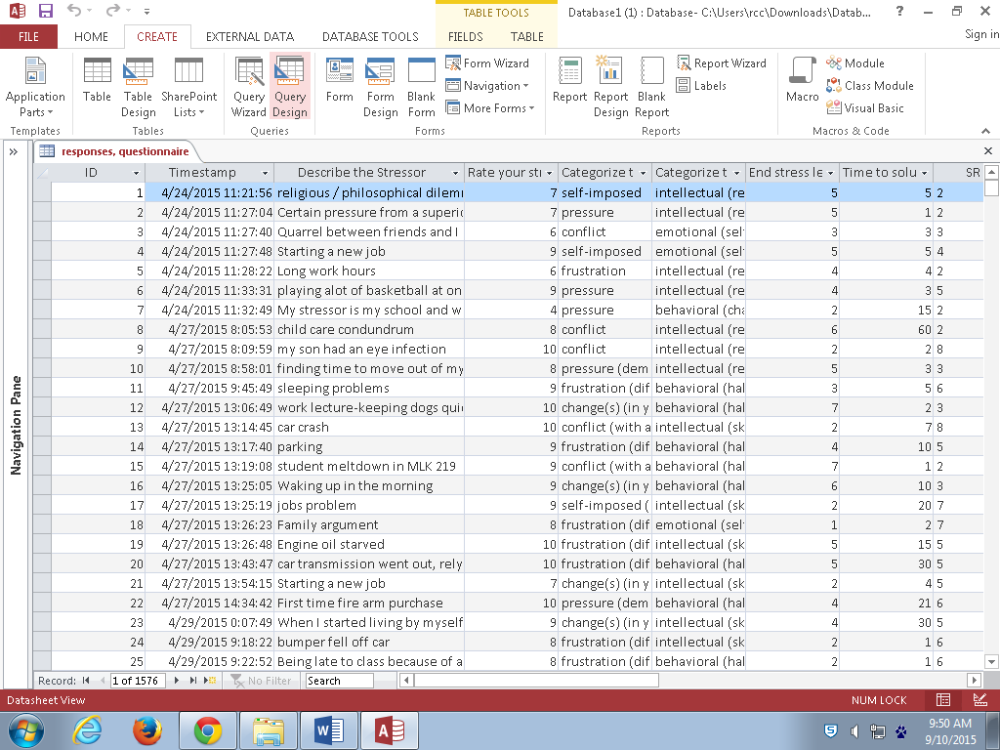 TABLE TOOLS
Database1 (1) : Database- C:\Users\rcc\Downloads\Datab...
?
FILE HOME CREATE EXTERNAL DATA DATABASE TOOLS FIELDS TABLE
Sign in
Application Parts Table Table Design SharePoint Lists Query Wizard Query Design Form Form Design Blank Form Form Wizard Navigation More Forms Report Report Design Blank Report Report Wizard Labels Macro Module Class Module Visual Basic
Templates Tables Queries Forms Reports Macros & Code
responses, questionnaire
Navigation Pane
ID Timestamp Describe the Stressor Rate your str Categorize t Categorize t End stress le Time to solu SR
1 4/24/2015 11:21:56 religious / philosophical dilem 7 self-imposed intellectual (re 5 5 2
2 4/24/2015 11:27:04 Certain pressure from a superio 7 pressure intellectual (re 5 1 2
3 4/24/2015 11:27:40 Quarrel between friends and I 6 conflict emotional (sel 3 3 3
4 4/24/2015 11:27:48 Starting a new job 9 self-imposed emotional (sel 5 5 4
5 4/24/2015 11:28:22 Long work hours 6 frustration intellectual (re 4 4 2
6 4/24/2015 11:33:31 playing alot of basketball at on 9 pressure intellectual (re 4 3 5
7 4/24/2015 11:32:49 My stressor is my school and w 4 pressure behavioral (cha 2 15 2
8 4/27/2015 8:05:53 child care condundrum 8 conflict intellectual (re 6 60 2
9 4/27/2015 8:09:59 my son had an eye infection 10 conflict intellectual (re 2 2 8
10 4/27/2015 8:58:01 finding time to move out of my 8 pressure (dem intellectual (re 5 3 3
11 4/27/2015 9:45:49 sleeping problems 9 frustration (dif behavioral (hal 3 5 6
12 4/27/2015 13:06:49 work lecture-keeping dogs quie 10 change(s) (in y behavioral (hal 7 2 3
13 4/27/2015 13:14:45 car crash 10 conflict (with a intellectual (sk 2 7 8
14 4/27/2015 13:17:40 parking 9 frustration (dif behavioral (hal 4 10 5
15 4/27/2015 13:19:08 student meltdown in MLK 219 9 conflict (with a behavioral (hal 7 1 2
16 4/27/2015 13:25:05 Waking up in the morning 9 change(s) (in y behavioral (hal 6 10 3
17 4/27/2015 13:25:19 jobs problem 9 self-imposed ( intellectual (sk 2 20 7
18 4/27/2015 13:26:23 Family argument 8 frustration (dif emotional (sel 1 2 7
19 4/27/2015 13:26:48 Engine oil starved 10 frustration (dif intellectual (sk 5 15 5
20 4/27/2015 13:43:47 car transmission went out, rely 10 frustration (dif behavioral (hal 5 30 5
21 4/27/2015 13:54:15 Starting a new job 7 change(s) (in y intellectual (sk 2 4 5
22 4/27/2015 14:34:42 First time fire arm purchase 10 pressure (dem behavioral (hal 4 21 6
23 4/29/2015 0:07:49 When I started living by myself 9 change(s) (in y intellectual (sk 4 30 5
24 4/29/2015 9:18:22 bumper fell off car 8 frustration (dif intellectual (sk 2 1 6
25 4/29/2015 9:22:52 Being late to class because of a 8 frustration (dif behavioral (hal 2 1 6
Record: 1 of 1576 No Filter Search
Datasheet View NUM LOCK
9:50 AM
9/10/2015